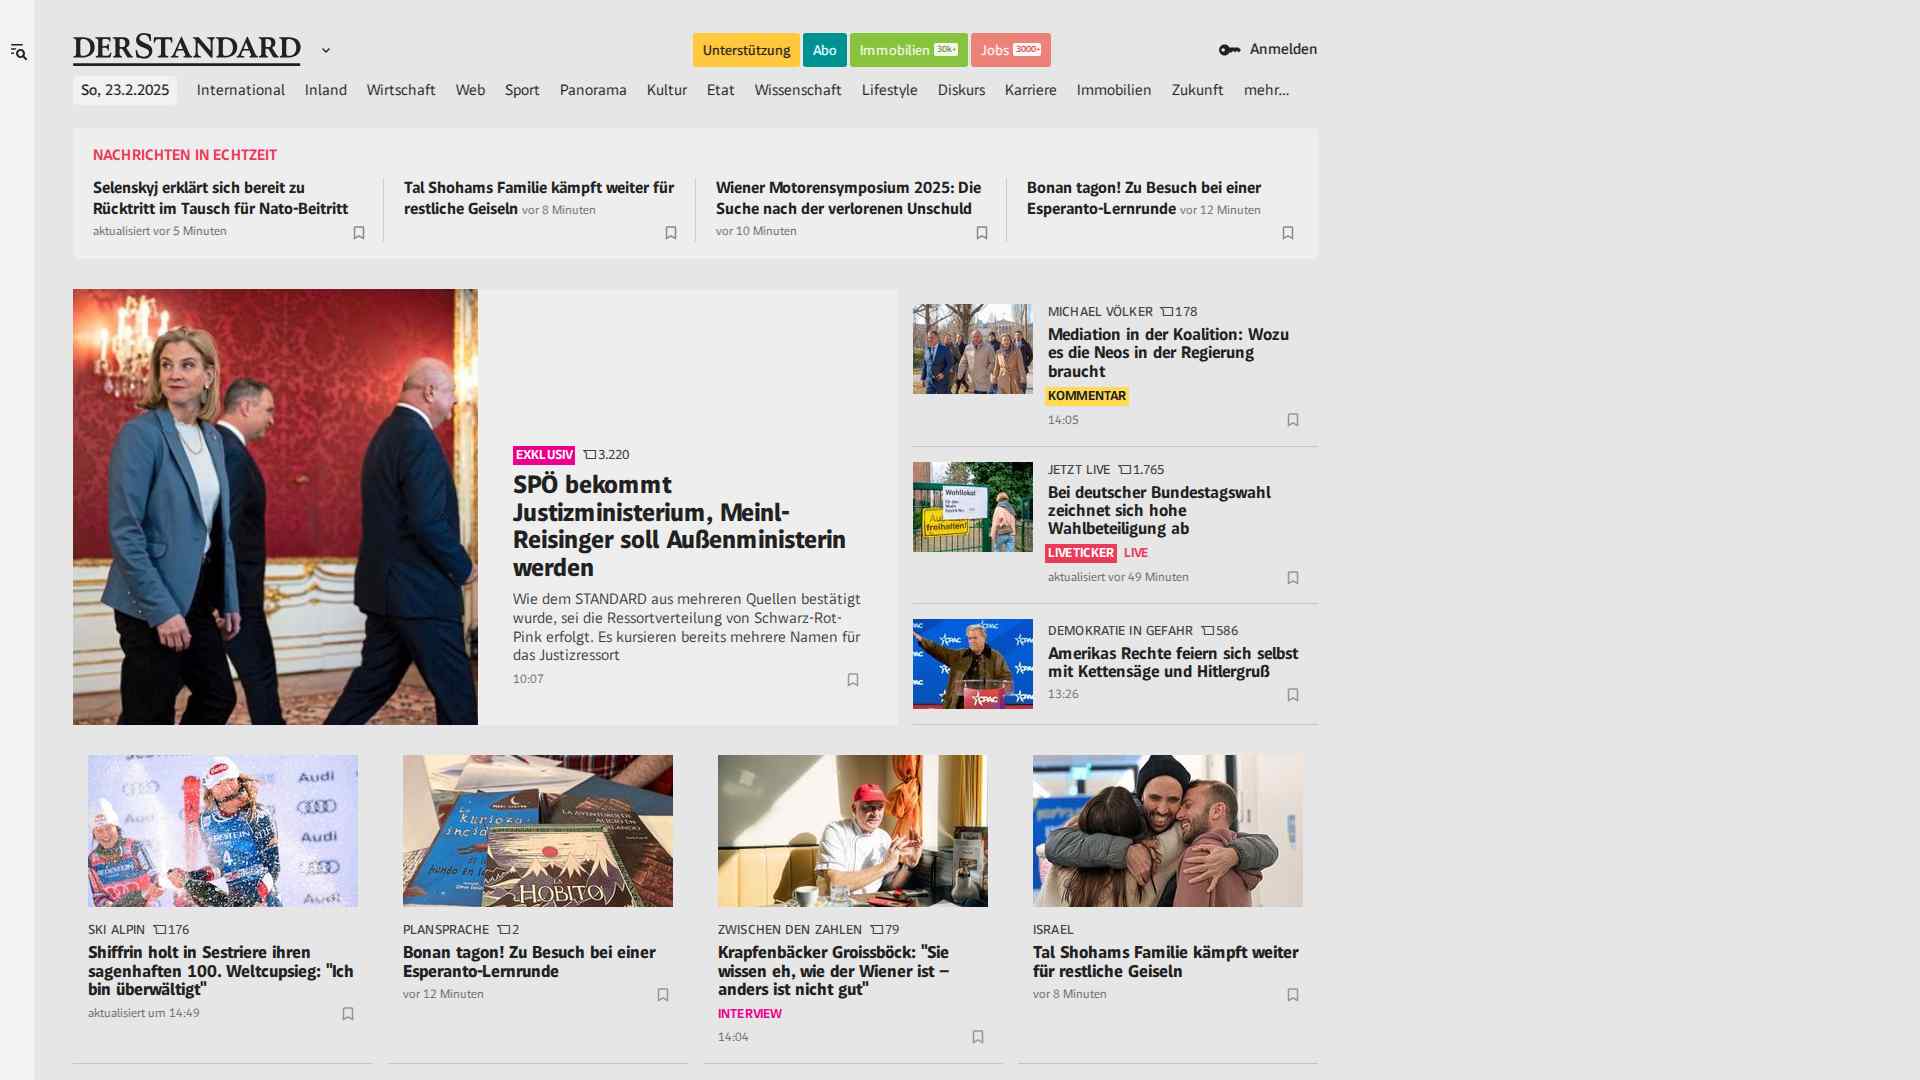 DERSTANDARD
Unterstützung
Abo
Immobilien 30k+
Jobs 3000+
Anmelden
So, 23.2.2025
International
Inland
Wirtschaft
Web
Sport
Panorama
Kultur
Etat
Wissenschaft
Lifestyle
Diskurs
Karriere
Immobilien
Zukunft
mehr...
NACHRICHTEN IN ECHTZEIT
Selenskyj erklärt sich bereit zu
Rücktritt im Tausch für Nato-Beitritt
aktualisiert vor 5 Minuten
Tal Shohams Familie kämpft weiter für
restliche Geiseln vor 8 Minuten
Wiener Motorensymposium 2025: Die
Suche nach der verlorenen Unschuld
vor 10 Minuten
Bonan tagon! Zu Besuch bei einer
Esperanto-Lernrunde vor 12 Minuten
EXKLUSIV 3.220
SPÖ bekommt
Justizministerium, Meinl-
Reisinger soll Außenministerin
werden
Wie dem STANDARD aus mehreren Quellen bestätigt
wurde, sei die Ressortverteilung von Schwarz-Rot-
Pink erfolgt. Es kursieren bereits mehrere Namen für
das Justizressort
10:07
MICHAEL VÖLKER 178
Mediation in der Koalition: Wozu
es die Neos in der Regierung
braucht
KOMMENTAR
14:05
Wahllokal
freihalten!
JETZT LIVE 1.765
Bei deutscher Bundestagswahl
zeichnet sich hohe
Wahlbeteiligung ab
LIVETICKER LIVE
aktualisiert vor 49 Minuten
CPAC
CPAC
DEMOKRATIE IN GEFAHR 586
Amerikas Rechte feiern sich selbst
mit Kettensäge und Hitlergruß
13:26
Audi
Audi
Audi
Audi
4
SKI ALPIN 176
Shiffrin holt in Sestriere ihren
sagenhaften 100. Weltcupsieg: "Ich
bin überwältigt"
aktualisiert um 14:49
LA
HOBITO
PLANSPRACHE 2
Bonan tagon! Zu Besuch bei einer
Esperanto-Lernrunde
vor 12 Minuten
ZWISCHEN DEN ZAHLEN 79
Krapfenbäcker Groissböck: "Sie
wissen eh, wie der Wiener ist –
anders ist nicht gut"
INTERVIEW
14:04
ISRAEL
Tal Shohams Familie kämpft weiter
für restliche Geiseln
vor 8 Minuten